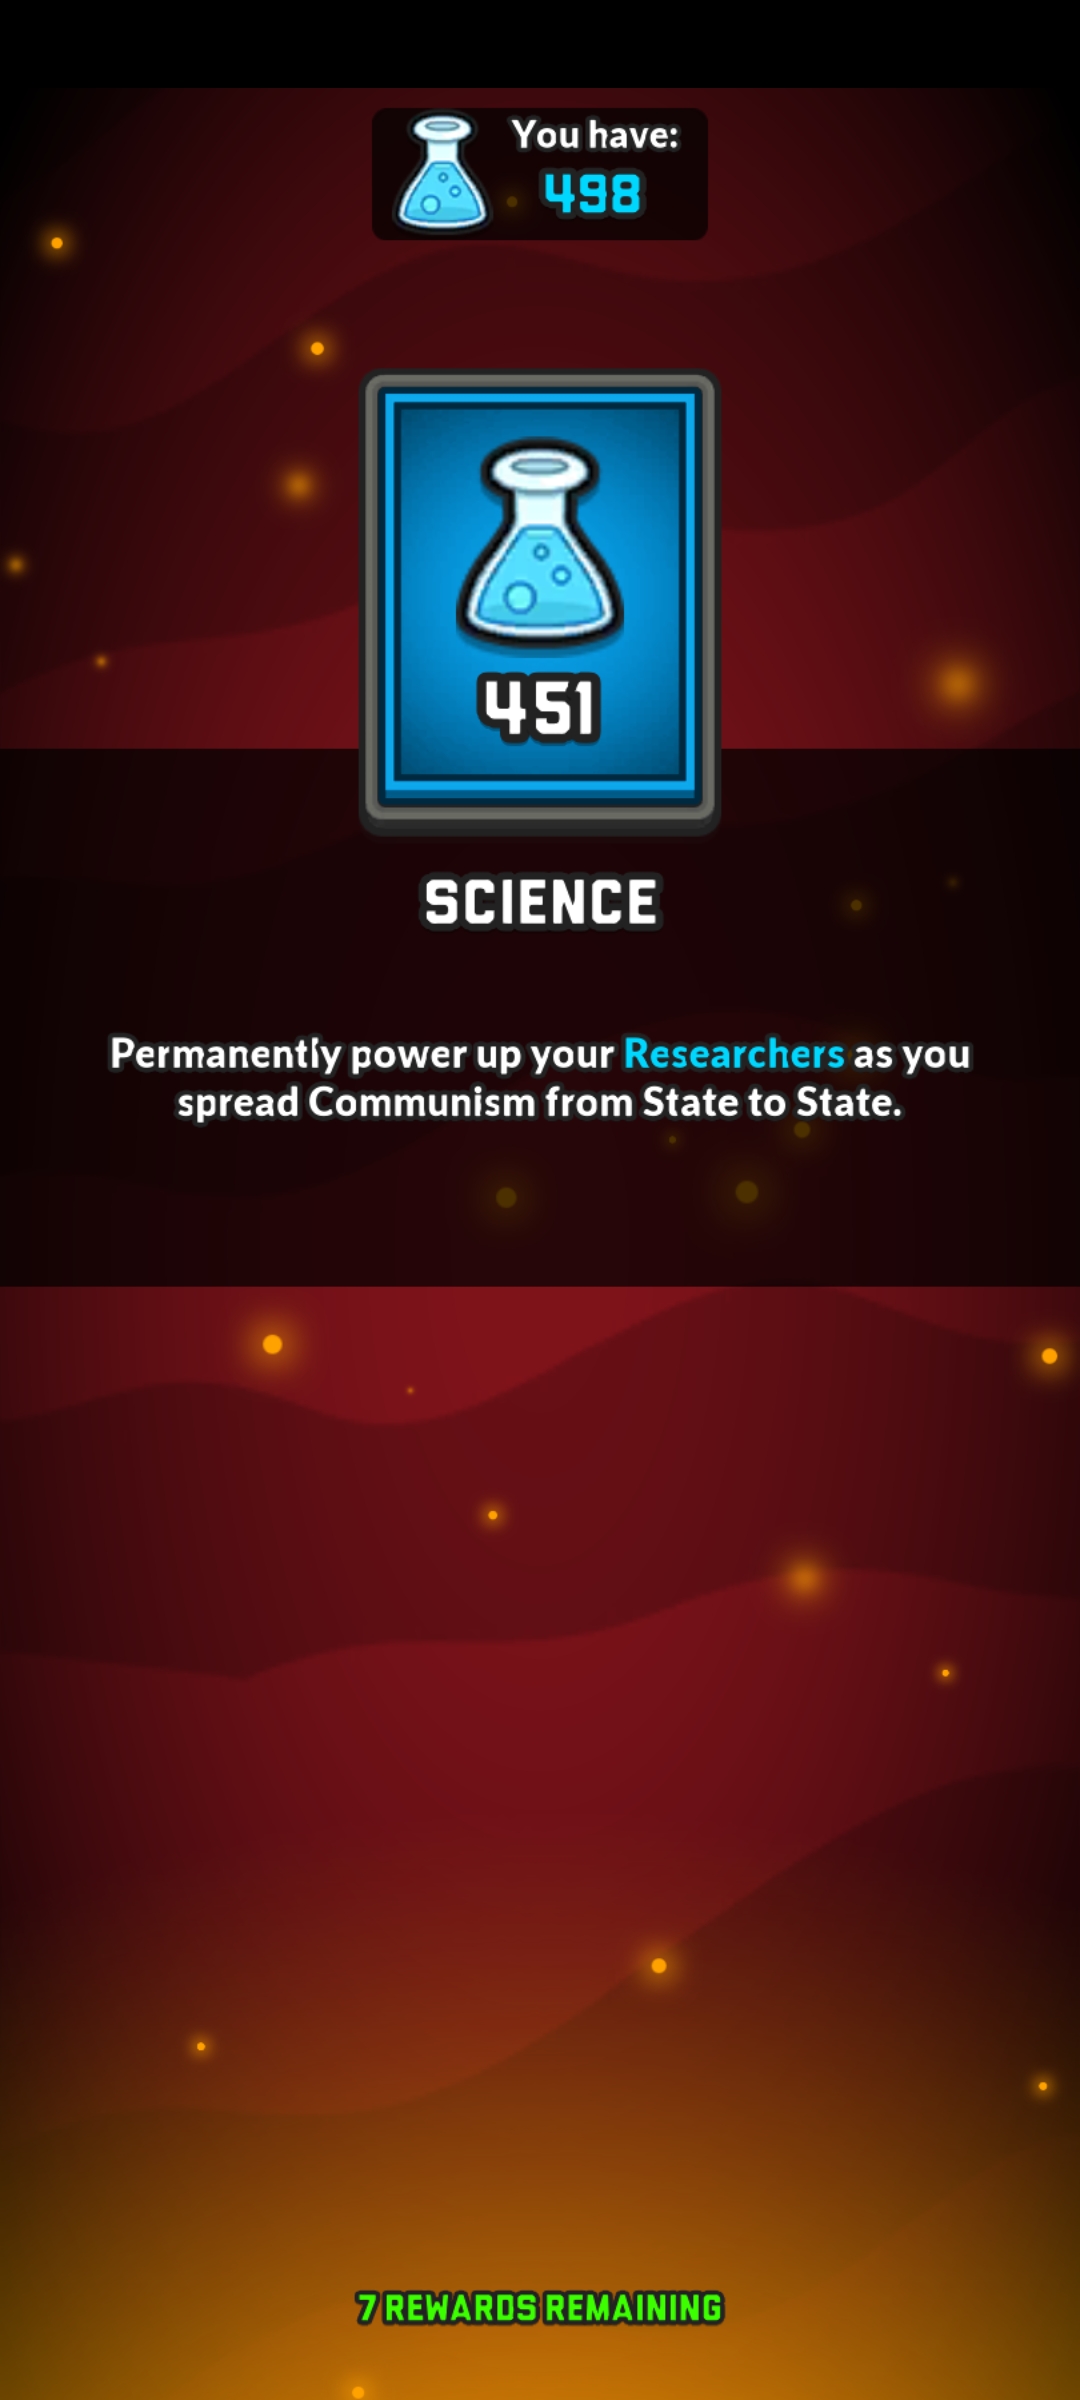 You have:
498
451
SCIENCE
Permanently power up your Researchers as you
spread Communism from State to State.
7 REWARDS REMAINING